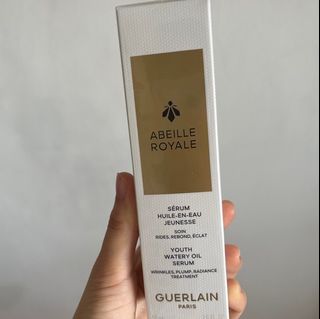 ABEILLE
ROYALE
SÉRUM
HUILE-EN-EAU
JEUNESSE
SOIN
RIDES, REBOND, ÉCLAT
YOUTH
WATERY OIL
SERUM
WRINKLES, PLUMP, RADIANCE
TREATMENT
GUERLAIN
PARIS